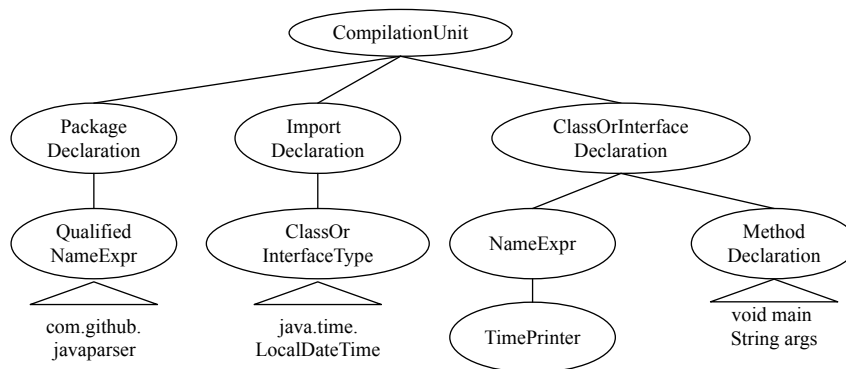 CompilationUnit
Package
Declaration
Import
Declaration
ClassOrInterface
Declaration
Qualified
NameExpr
ClassOr
InterfaceType
NameExpr
Method
Declaration
com.github.
javaparser
java.time.
LocalDateTime
TimePrinter
void main
String args